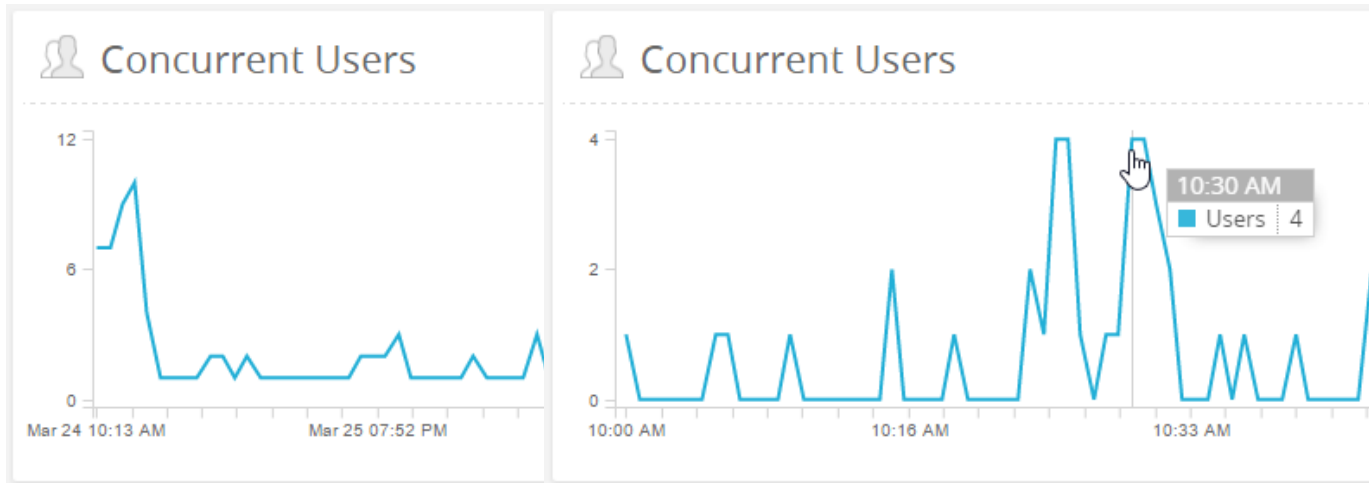 Concurrent Users
12
6
0
Mar 24 10:13 AM
Mar 25 07:52 PM
Concurrent Users
4
2
0
10:00 AM
10:16 AM
10:33 AM
10:30 AM
Users 4